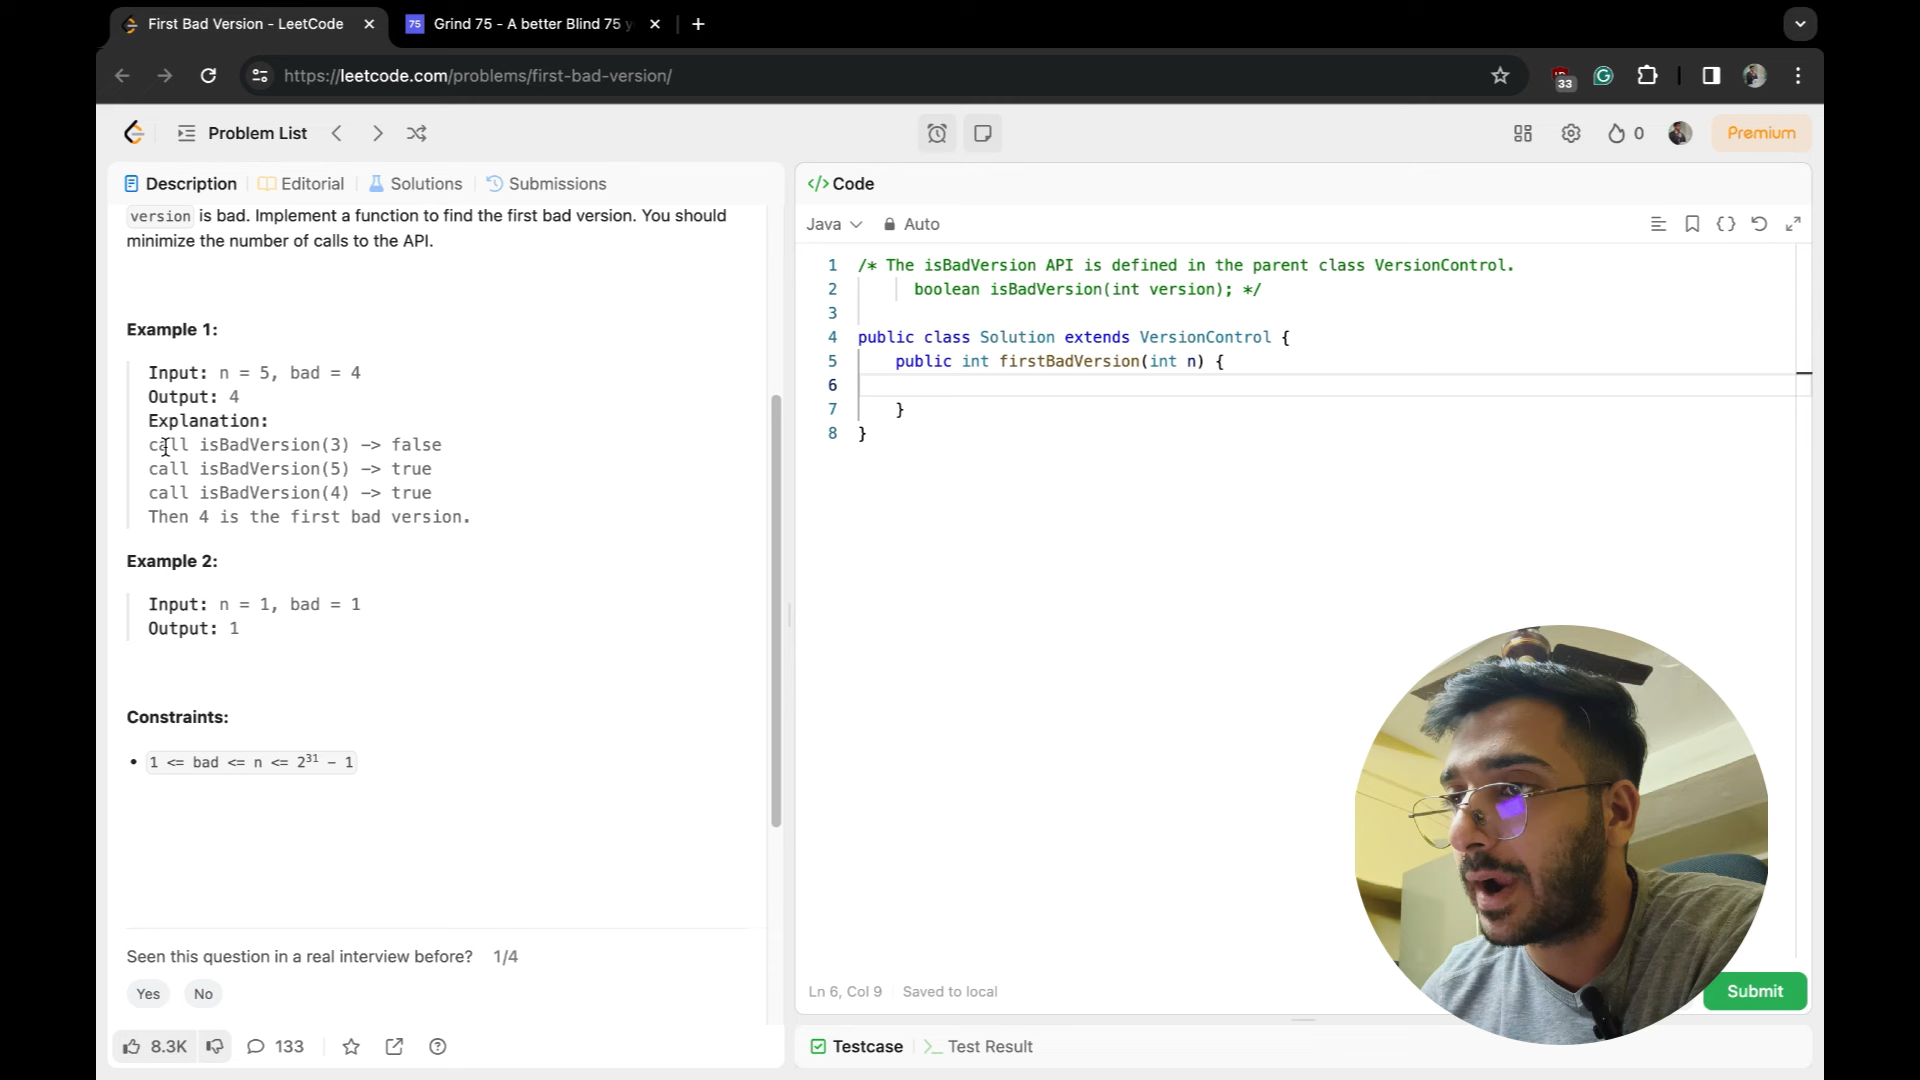 First Bad Version - LeetCode
75 Grind 75 - A better Blind 75
https://leetcode.com/problems/first-bad-version/
33
Problem List
0
Premium
Description
Editorial
Solutions
Submissions
version is bad. Implement a function to find the first bad version. You should
minimize the number of calls to the API.
Example 1:
Input: n = 5, bad = 4
Output: 4
Explanation:
call isBadVersion(3) -> false
call isBadVersion(5) -> true
call isBadVersion(4) -> true
Then 4 is the first bad version.
Example 2:
Input: n = 1, bad = 1
Output: 1
Constraints:
• 1 <= bad <= n <= 2³¹ - 1
Seen this question in a real interview before? 1/4
Yes No
8.3K 133
</> Code
Java Auto
1 /* The isBadVersion API is defined in the parent class VersionControl.
2 boolean isBadVersion(int version); */
3
4 public class Solution extends VersionControl {
5 public int firstBadVersion(int n) {
6
7 }
8 }
Ln 6, Col 9 Saved to local
Submit
Testcase
>_ Test Result